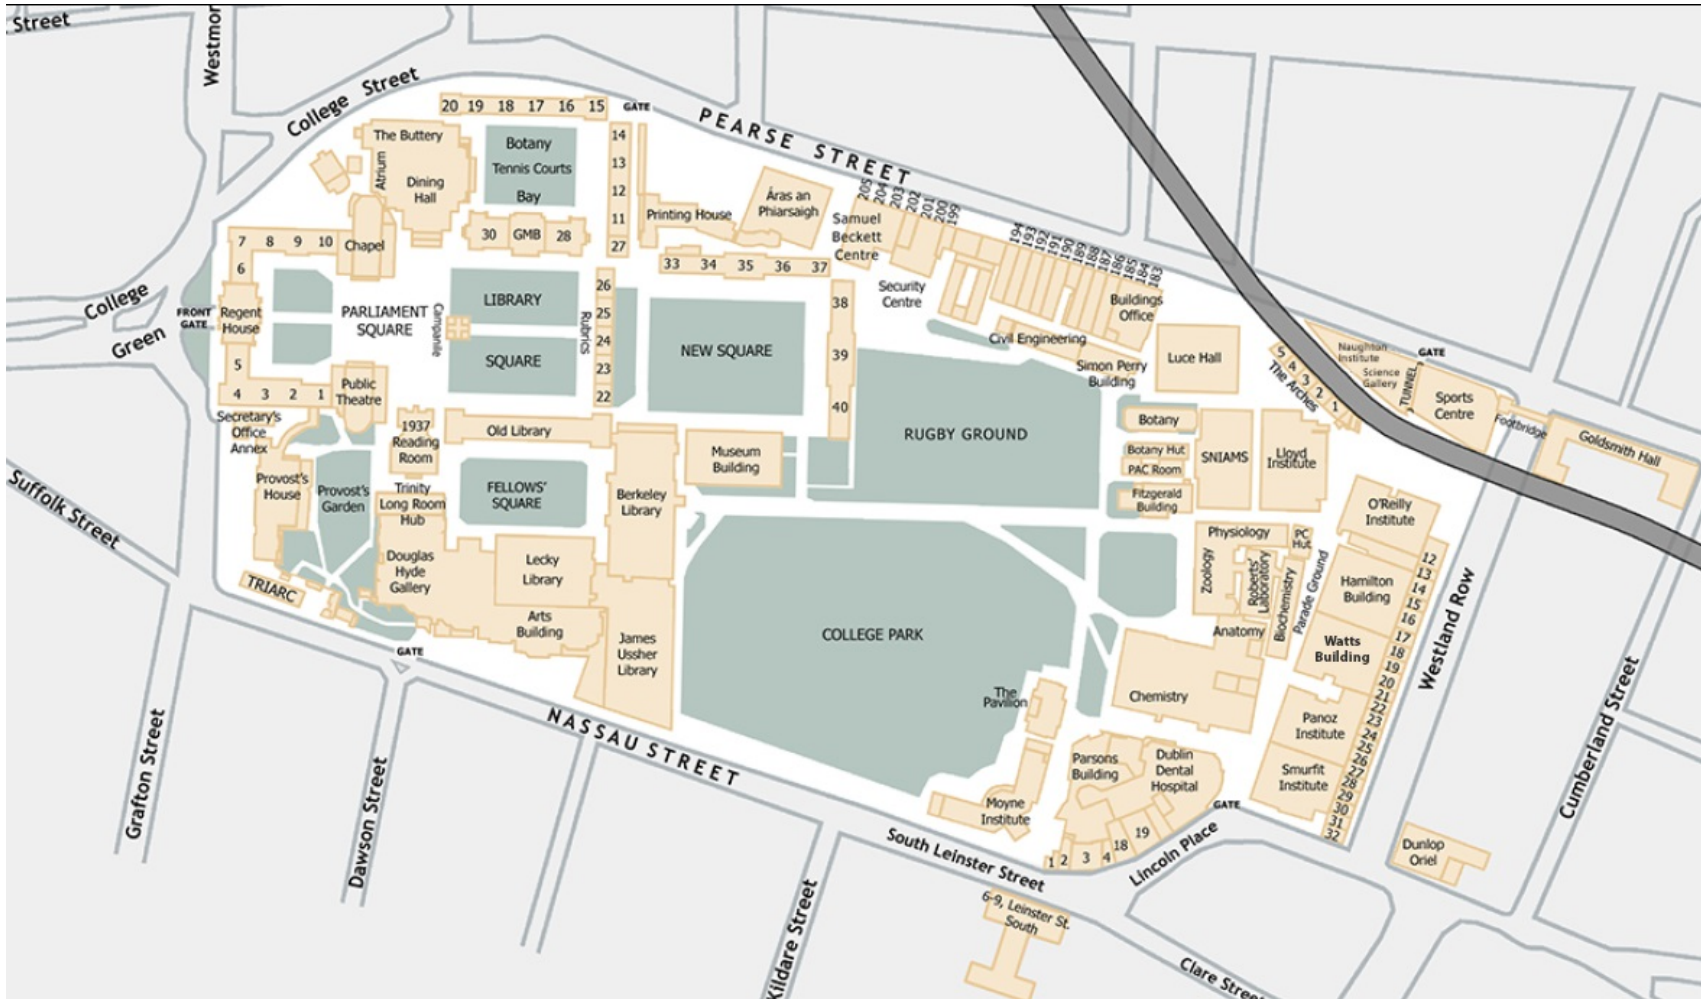 Street
Westmor
College Street
20 19 18 17 16 15
GATE
PEARSE STREET
The Buttery
Atrium
Dining
Hall
Botany
Tennis Courts
Bay
14
13
12
11
27
Printing House
Áras an
Phiarsaigh
205
204
203
202
201
200
199
Samuel
Beckett
Centre
194
193
192
191
190
189
188
187
186
185
184
183
7 8 9 10
Chapel
30 GMB 28
6
33 34 35 36 37
Security
Centre
Buildings
Office
College
Green
FRONT
GATE
Regent
House
PARLIAMENT
SQUARE
Campanile
LIBRARY
SQUARE
Rubrics
26
25
24
23
22
NEW SQUARE
38
39
40
Civil Engineering
Simon Perry
Building
Luce Hall
5
4
3
2
1
The Arches
Naughton
Institute
Science
Gallery
TUNNEL
GATE
Sports
Centre
Footbridge
Goldsmith Hall
5
4 3 2 1
Public
Theatre
Secretary's
Office
Annex
1937
Reading
Room
Old Library
Museum
Building
RUGBY GROUND
Botany
Botany Hut
PAC Room
Fitzgerald
Building
SNIAMS
Lloyd
Institute
Provost's
House
Provost's
Garden
Trinity
Long Room
Hub
FELLOWS'
SQUARE
Berkeley
Library
O'Reilly
Institute
Suffolk Street
Douglas
Hyde
Gallery
Lecky
Library
Physiology
PC
Hut
Zoology
Roberts'
Laboratory
Biochemistry
Parade Ground
Hamilton
Building
12
13
14
15
16
17
18
19
20
21
22
23
24
25
26
27
28
29
30
31
32
TRIARC
Arts
Building
James
Ussher
Library
COLLEGE PARK
Anatomy
Watts
Building
Westland Row
GATE
The
Pavilion
Chemistry
Panoz
Institute
Smurfit
Institute
Cumberland Street
NASSAU STREET
Grafton Street
Dawson Street
Parsons
Building
Dublin
Dental
Hospital
Moyne
Institute
GATE
1 2 3 4 18 19
Lincoln Place
South Leinster Street
Dunlop
Oriel
Kildare Street
6-9, Leinster St.
South
Clare Street